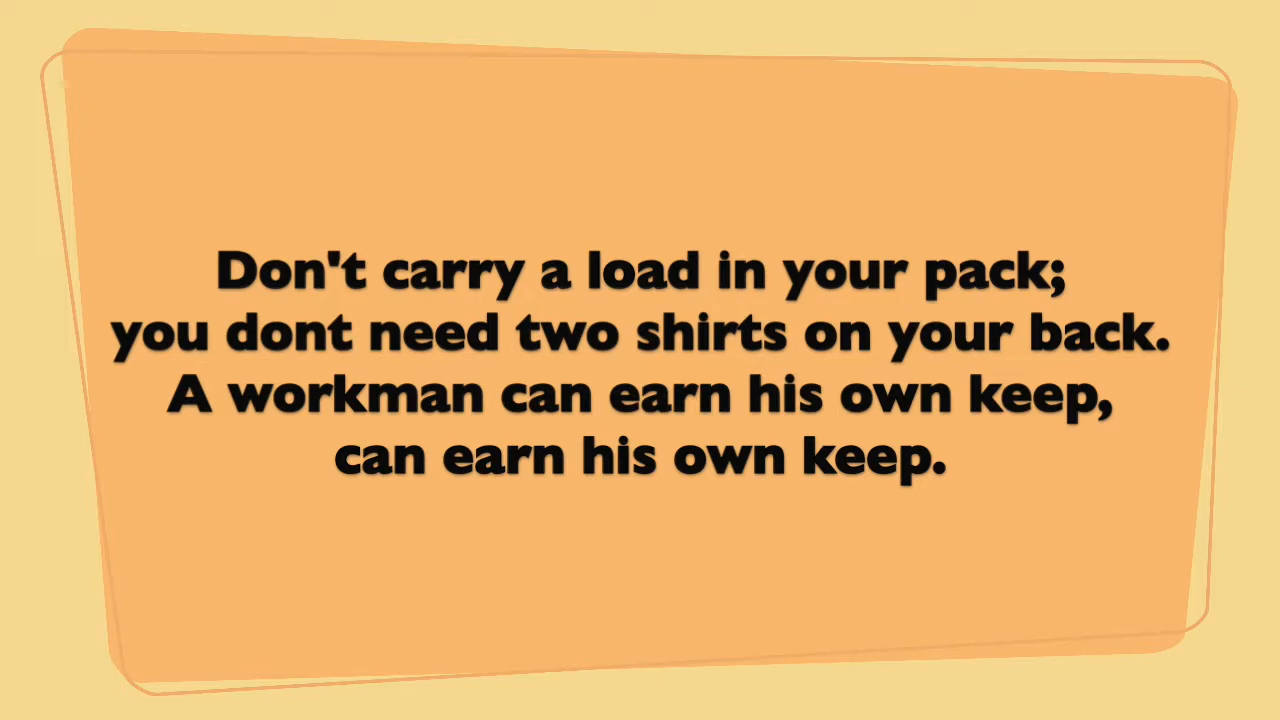 Don't carry a load in your pack;
you dont need two shirts on your back.
A workman can earn his own keep,
can earn his own keep.